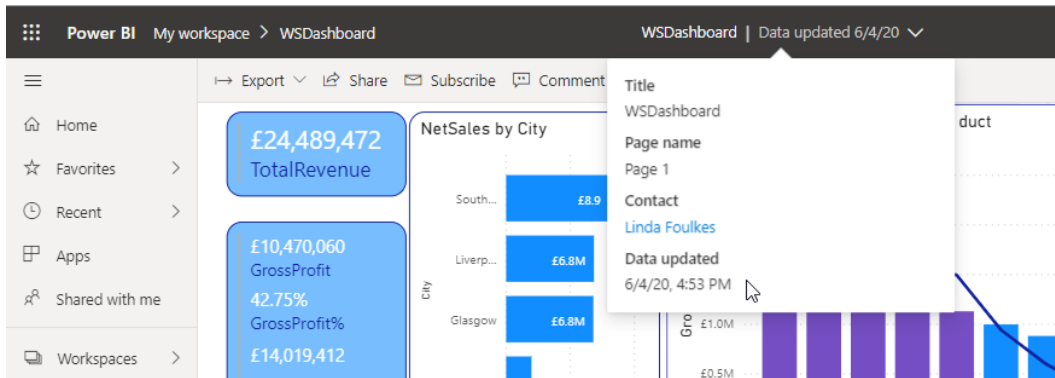 Power BI My workspace > WSDashboard
WSDashboard | Data updated 6/4/20
Export Share Subscribe Comment
Home
Favorites
Recent
Apps
Shared with me
Workspaces
£24,489,472
TotalRevenue
£10,470,060
GrossProfit
42.75%
GrossProfit%
£14,019,412
NetSales by City
City
South...
£8.9
Liverp...
£6.8M
Glasgow
£6.8M
Title
WSDashboard
Page name
Page 1
Contact
Linda Foulkes
Data updated
6/4/20, 4:53 PM
duct
Gro
£1.0M
£0.5M